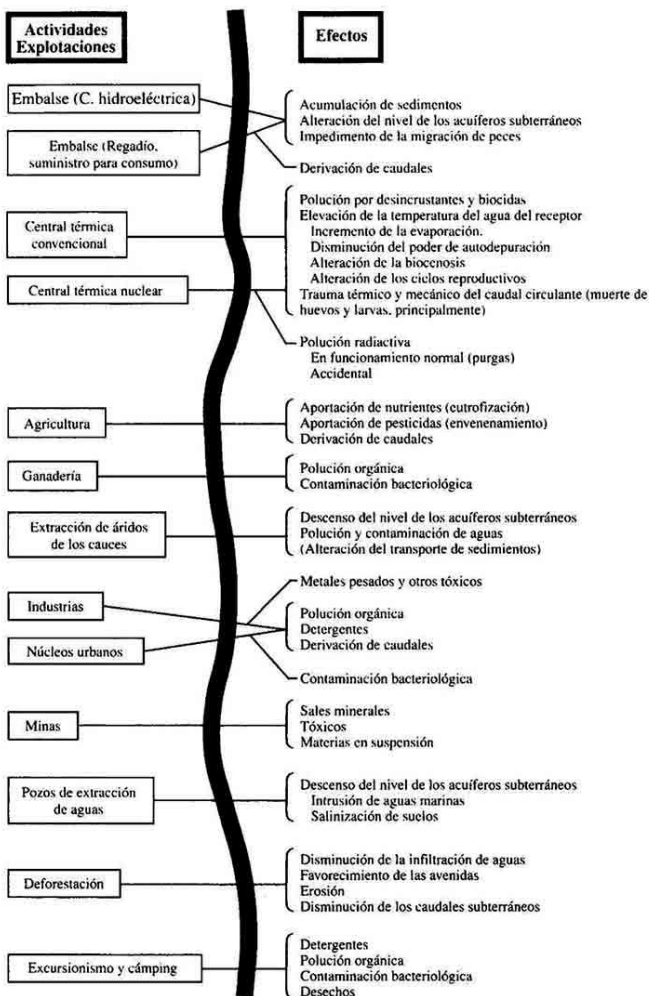 Actividades
Explotaciones
Efectos
Embalse (C. hidroeléctrica)
Acumulación de sedimentos
Alteración del nivel de los acuíferos subterráneos
Impedimento de la migración de peces
Embalse (Regadío,
suministro para consumo)
Derivación de caudales
Central térmica
convencional
Polución por desincrustantes y biocidas
Elevación de la temperatura del agua del receptor
Incremento de la evaporación.
Disminución del poder de autodepuración
Alteración de la biocenosis
Alteración de los ciclos reproductivos
Central térmica nuclear
Trauma térmico y mecánico del caudal circulante (muerte de
huevos y larvas, principalmente)
Polución radiactiva
En funcionamiento normal (purgas)
Accidental
Agricultura
Aportación de nutrientes (eutrofización)
Aportación de pesticidas (envenenamiento)
Derivación de caudales
Ganadería
Polución orgánica
Contaminación bacteriológica
Extracción de áridos
de los cauces
Descenso del nivel de los acuíferos subterráneos
Polución y contaminación de aguas
(Alteración del transporte de sedimentos)
Metales pesados y otros tóxicos
Industrias
Polución orgánica
Detergentes
Derivación de caudales
Núcleos urbanos
Contaminación bacteriológica
Minas
Sales minerales
Tóxicos
Materias en suspensión
Pozos de extracción
de aguas
Descenso del nivel de los acuíferos subterráneos
Intrusión de aguas marinas
Salinización de suelos
Deforestación
Disminución de la infiltración de aguas
Favorecimiento de las avenidas
Erosión
Disminución de los caudales subterráneos
Excursionismo y cámping
Detergentes
Polución orgánica
Contaminación bacteriológica
Desechos